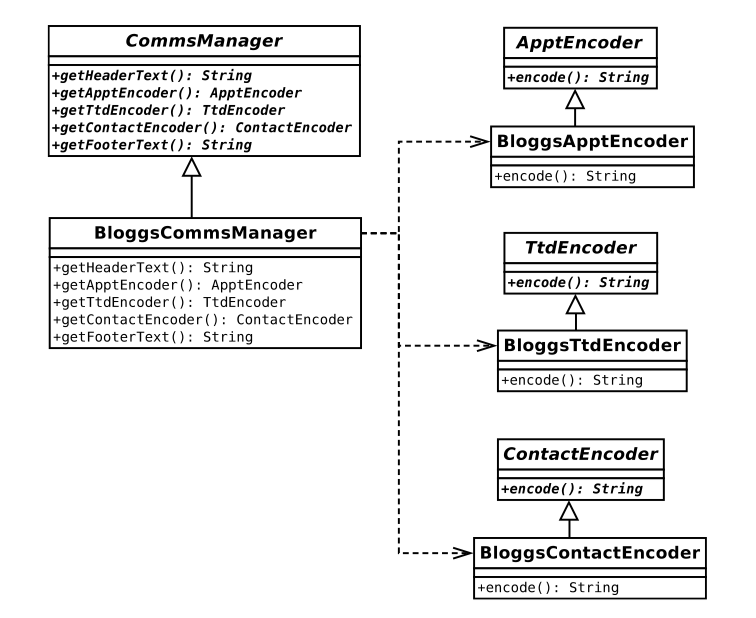 CommsManager
+getHeaderText(): String
+getApptEncoder(): ApptEncoder
+getTtdEncoder(): TtdEncoder
+getContactEncoder(): ContactEncoder
+getFooterText(): String
BloggsCommsManager
+getHeaderText(): String
+getApptEncoder(): ApptEncoder
+getTtdEncoder(): TtdEncoder
+getContactEncoder(): ContactEncoder
+getFooterText(): String
ApptEncoder
+encode(): String
BloggsApptEncoder
+encode(): String
TtdEncoder
+encode(): String
BloggsTtdEncoder
+encode(): String
ContactEncoder
+encode(): String
BloggsContactEncoder
+encode(): String